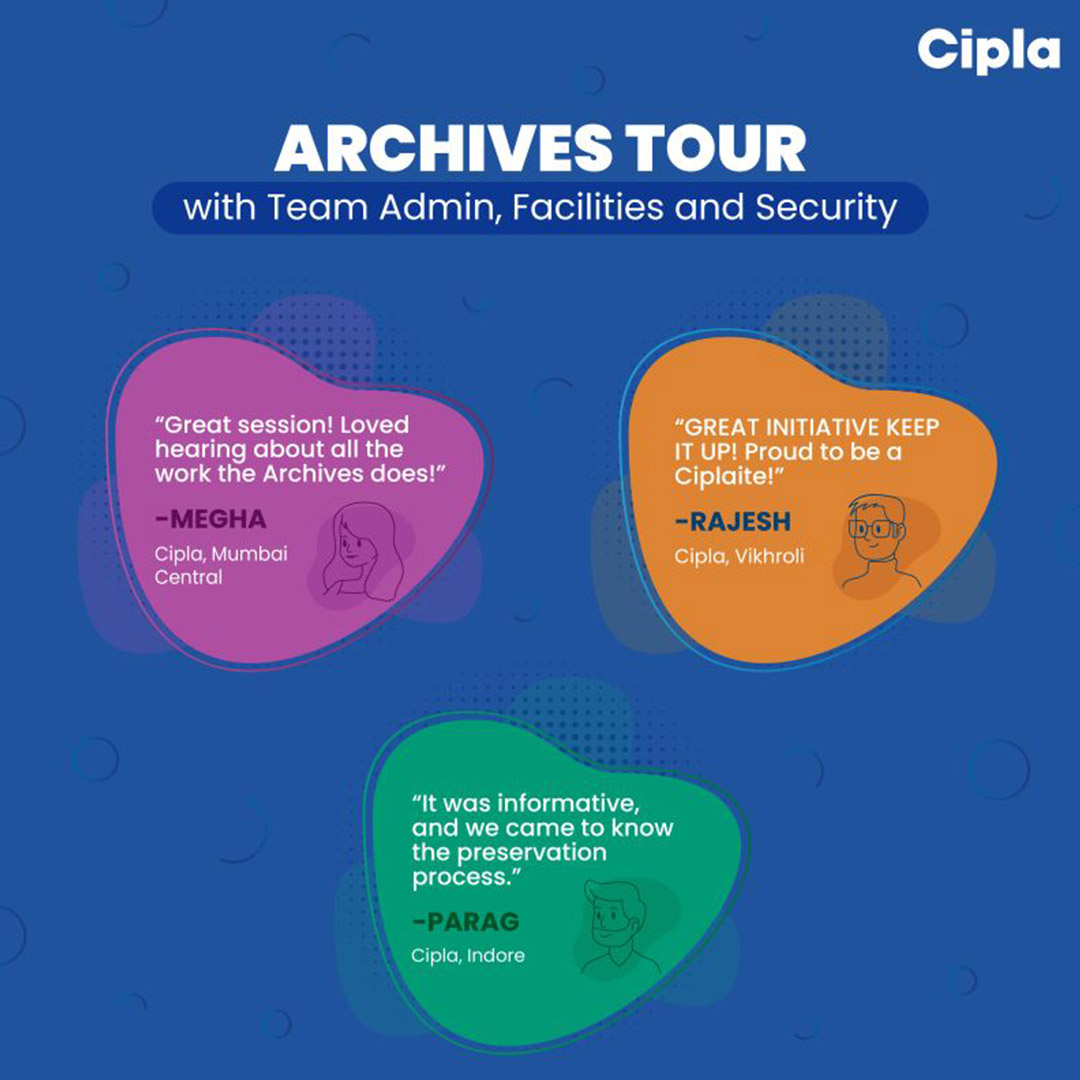 Cipla
ARCHIVES TOUR
with Team Admin, Facilities and Security
“Great session! Loved
hearing about all the
work the Archives does!”
-MEGHA
Cipla, Mumbai
Central
“GREAT INITIATIVE KEEP
IT UP! Proud to be a
Ciplaite!”
-RAJESH
Cipla, Vikhroli
“It was informative,
and we came to know
the preservation
process.”
-PARAG
Cipla, Indore